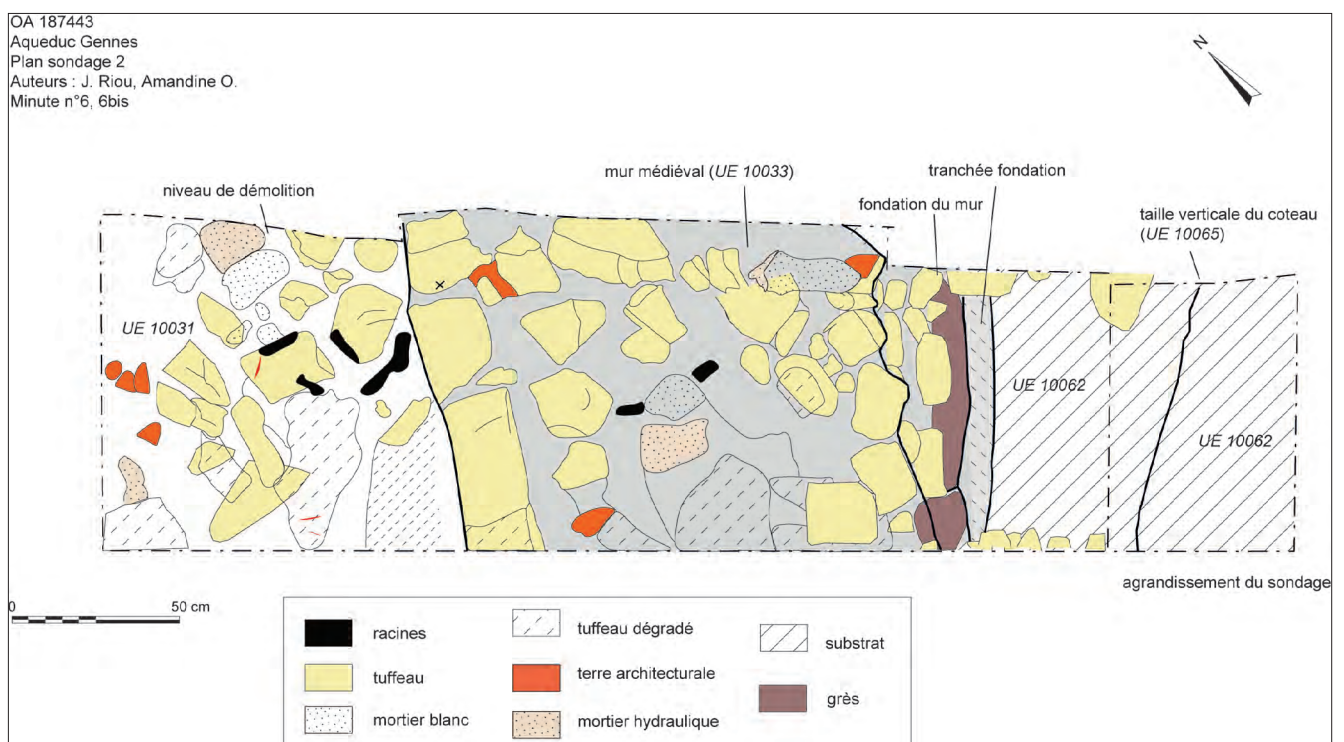 OA 187443
Aqueduc Gennes
Plan sondage 2
Auteurs : J. Riou, Amandine O.
Minute n°6, 6bis
N
niveau de démolition
mur médiéval (UE 10033)
tranchée fondation
fondation du mur
taille verticale du coteau
(UE 10065)
UE 10031
UE 10062
UE 10062
agrandissement du sondage
0 50 cm
racines
tuffeau
mortier blanc
tuffeau dégradé
terre architecturale
mortier hydraulique
substrat
grès